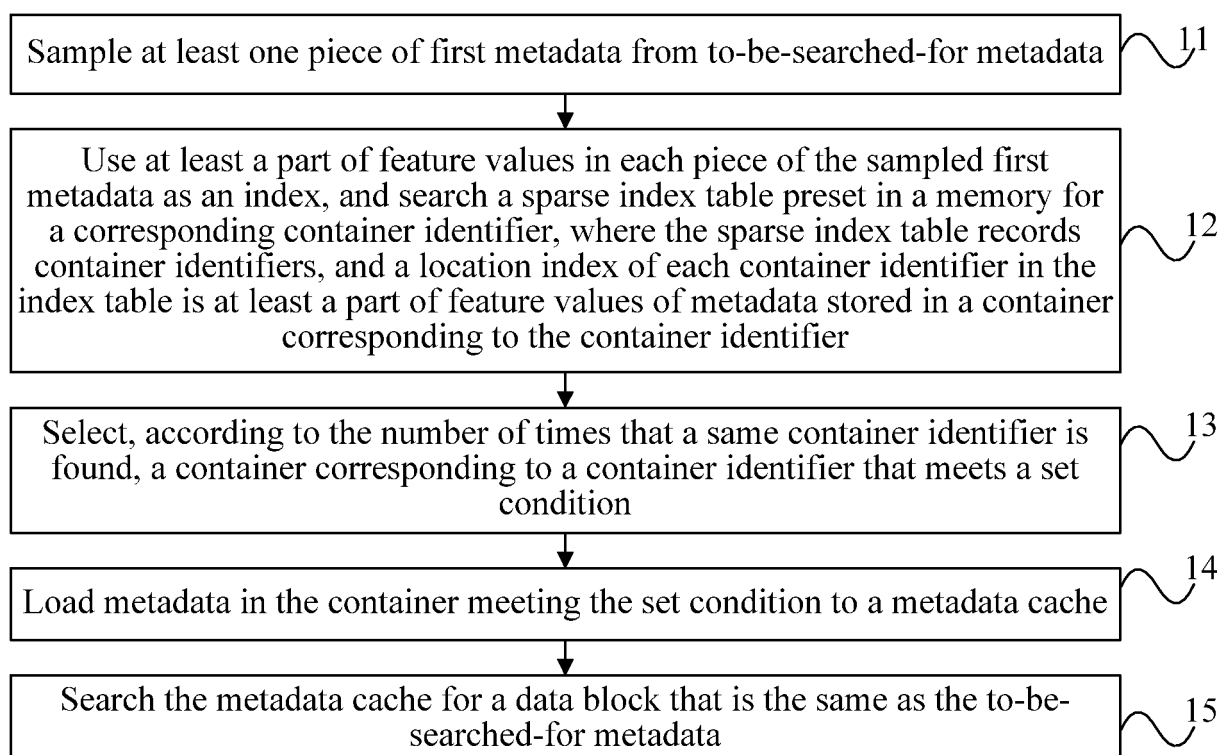 Sample at least one piece of first metadata from to-be-searched-for metadata
11
Use at least a part of feature values in each piece of the sampled first
metadata as an index, and search a sparse index table preset in a memory for
a corresponding container identifier, where the sparse index table records
container identifiers, and a location index of each container identifier in the
index table is at least a part of feature values of metadata stored in a container
corresponding to the container identifier
12
Select, according to the number of times that a same container identifier is
found, a container corresponding to a container identifier that meets a set
condition
13
Load metadata in the container meeting the set condition to a metadata cache
14
Search the metadata cache for a data block that is the same as the to-be-
searched-for metadata
15